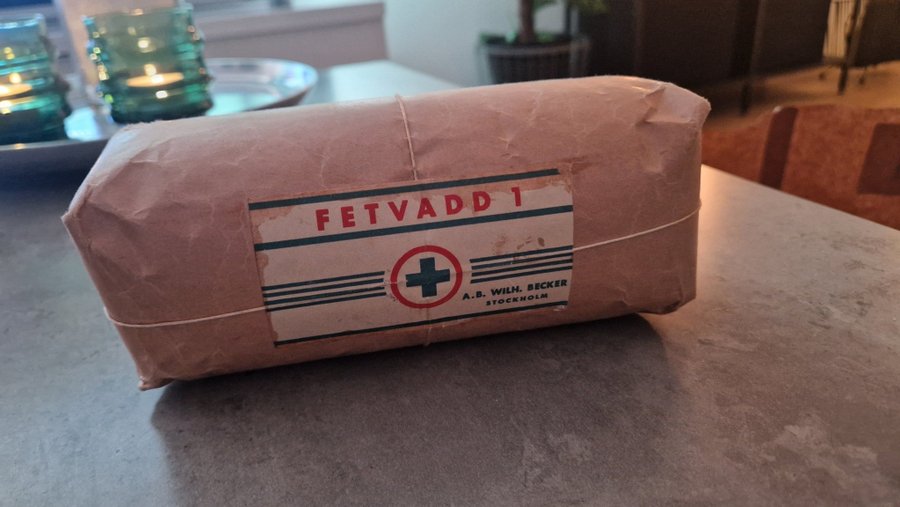 FETVADD 1
A.B. WILH. BECKER
STOCKHOLM